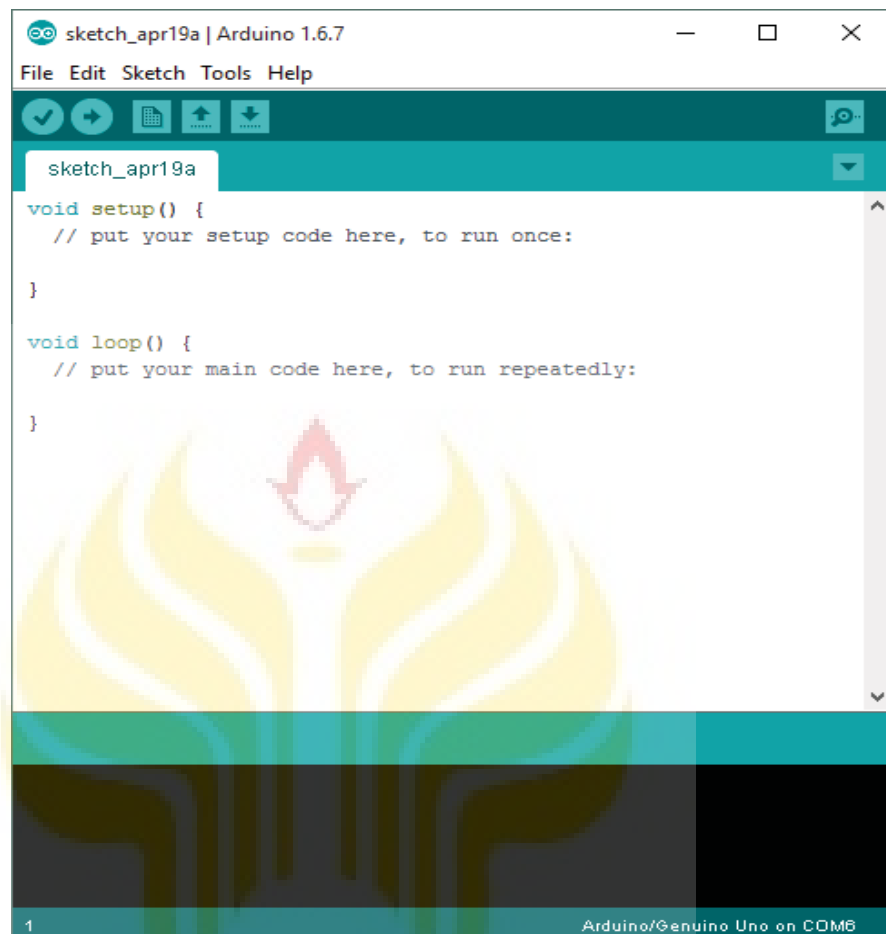 sketch_apr19a | Arduino 1.6.7
File Edit Sketch Tools Help
sketch_apr19a
void setup() {
  // put your setup code here, to run once:

}

void loop() {
  // put your main code here, to run repeatedly:

}
1
Arduino/Genuino Uno on COM6